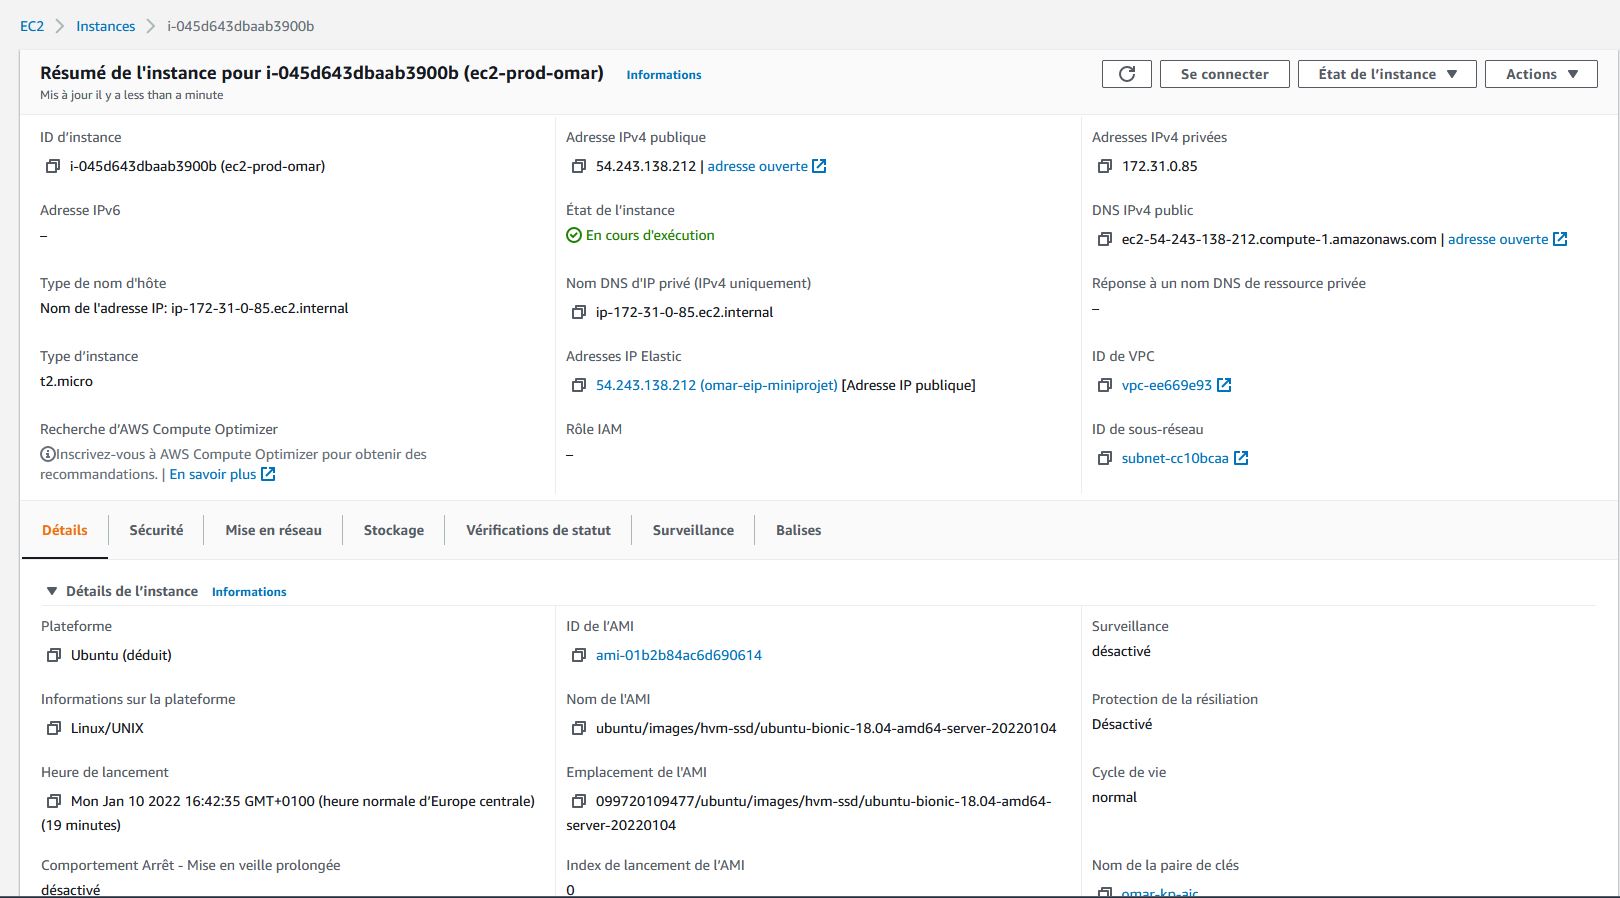 EC2 > Instances > i-045d643dbaab3900b
Résumé de l'instance pour i-045d643dbaab3900b (ec2-prod-omar) Informations
Mis à jour il y a less than a minute
Se connecter
État de l'instance ▼
Actions ▼
ID d'instance
i-045d643dbaab3900b (ec2-prod-omar)
Adresse IPv4 publique
54.243.138.212 | adresse ouverte
Adresses IPv4 privées
172.31.0.85
Adresse IPv6
–
État de l'instance
En cours d'exécution
DNS IPv4 public
ec2-54-243-138-212.compute-1.amazonaws.com | adresse ouverte
Type de nom d'hôte
Nom de l'adresse IP: ip-172-31-0-85.ec2.internal
Nom DNS d'IP privé (IPv4 uniquement)
ip-172-31-0-85.ec2.internal
Réponse à un nom DNS de ressource privée
–
Type d'instance
t2.micro
Adresses IP Elastic
54.243.138.212 (omar-eip-miniprojet) [Adresse IP publique]
ID de VPC
vpc-ee669e93
Recherche d'AWS Compute Optimizer
Inscrivez-vous à AWS Compute Optimizer pour obtenir des
recommandations. | En savoir plus
Rôle IAM
–
ID de sous-réseau
subnet-cc10bcaa
Détails
Sécurité
Mise en réseau
Stockage
Vérifications de statut
Surveillance
Balises
▼ Détails de l'instance Informations
Plateforme
Ubuntu (déduit)
ID de l'AMI
ami-01b2b84ac6d690614
Surveillance
désactivé
Informations sur la plateforme
Linux/UNIX
Nom de l'AMI
ubuntu/images/hvm-ssd/ubuntu-bionic-18.04-amd64-server-20220104
Protection de la résiliation
Désactivé
Heure de lancement
Mon Jan 10 2022 16:42:35 GMT+0100 (heure normale d'Europe centrale)
(19 minutes)
Emplacement de l'AMI
099720109477/ubuntu/images/hvm-ssd/ubuntu-bionic-18.04-amd64-
server-20220104
Cycle de vie
normal
Comportement Arrêt - Mise en veille prolongée
désactivé
Index de lancement de l'AMI
0
Nom de la paire de clés
omar-kp-ajc